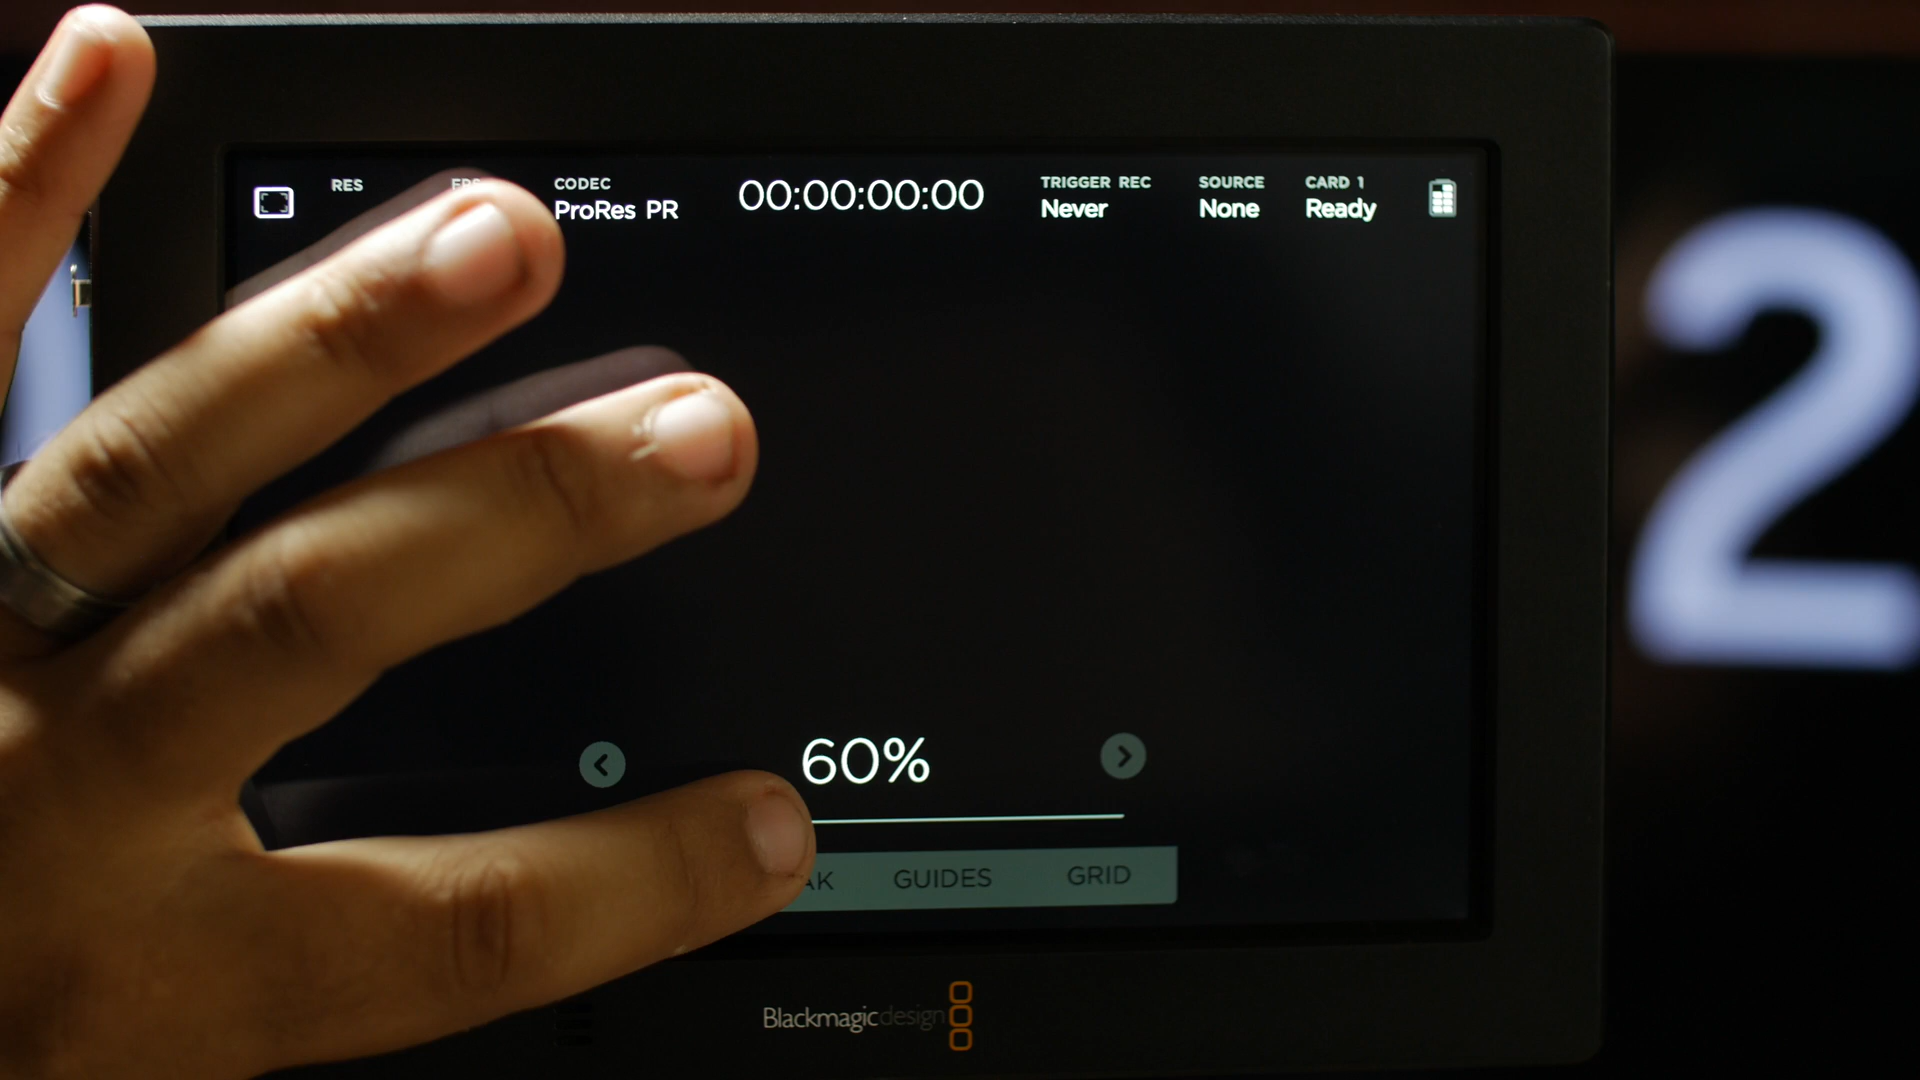 RES
CODEC
ProRes PR
00:00:00:00
TRIGGER REC
Never
SOURCE
None
CARD 1
Ready
2
60%
GUIDES
GRID
Blackmagicdesign